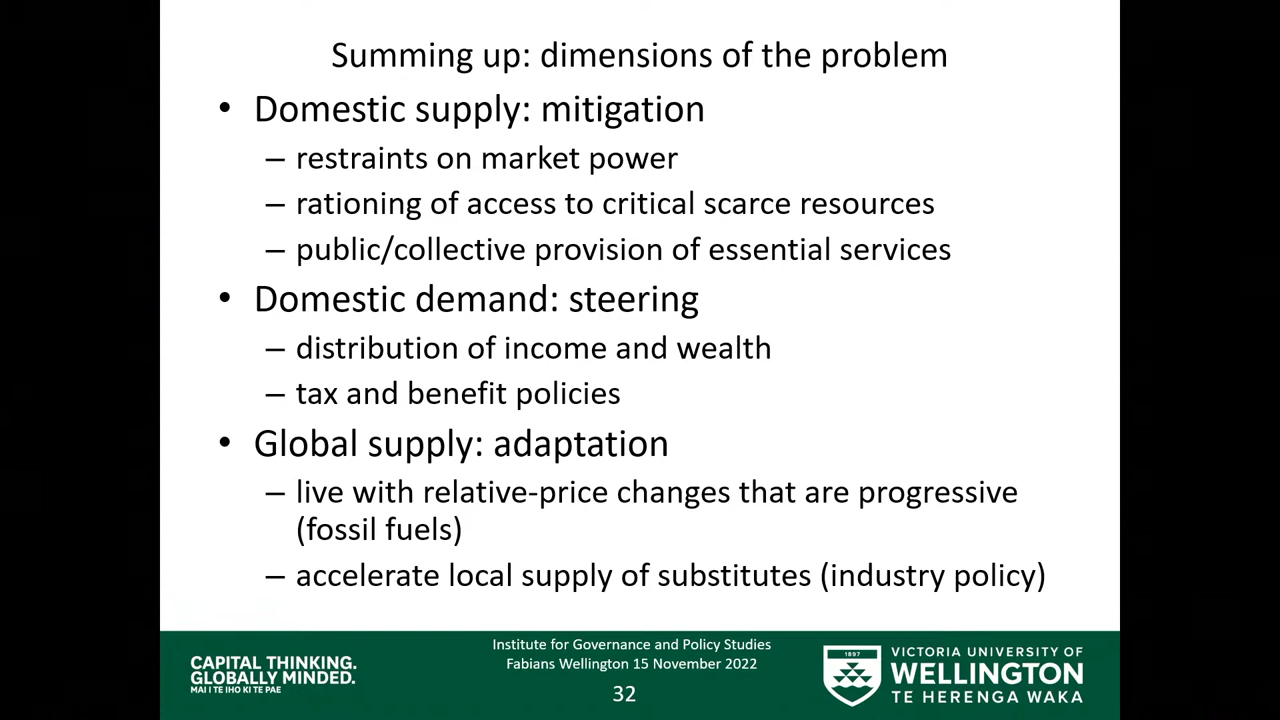 Summing up: dimensions of the problem
• Domestic supply: mitigation
– restraints on market power
– rationing of access to critical scarce resources
– public/collective provision of essential services
• Domestic demand: steering
– distribution of income and wealth
– tax and benefit policies
• Global supply: adaptation
– live with relative-price changes that are progressive
(fossil fuels)
– accelerate local supply of substitutes (industry policy)
CAPITAL THINKING.
GLOBALLY MINDED.
MAI I TE IHO KI TE PAE
Institute for Governance and Policy Studies
Fabians Wellington 15 November 2022
32
1897
VICTORIA UNIVERSITY OF
WELLINGTON
TE HERENGA WAKA